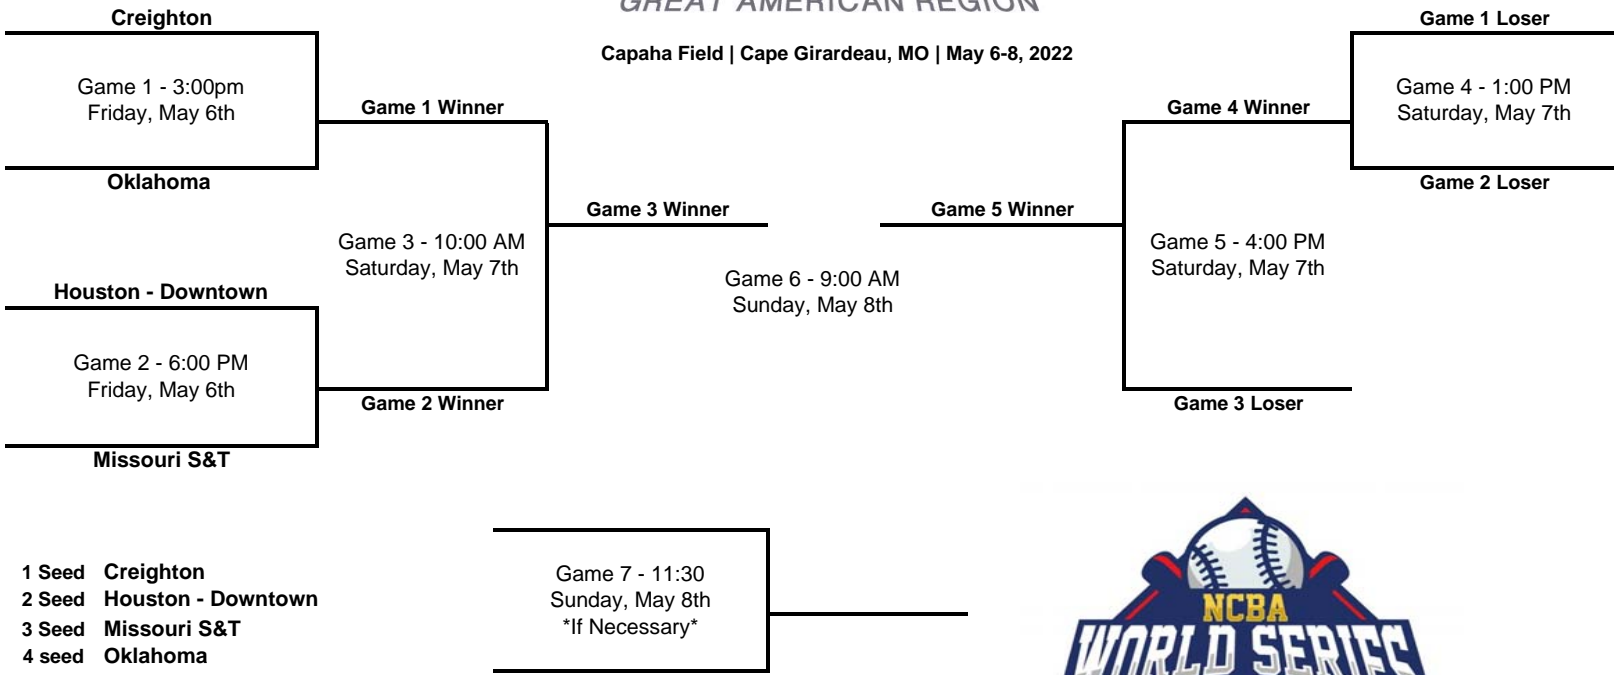 GREAT AMERICAN REGION
Capaha Field | Cape Girardeau, MO | May 6-8, 2022
Creighton
Game 1 - 3:00pm
Friday, May 6th
Oklahoma
Game 1 Winner
Game 3 - 10:00 AM
Saturday, May 7th
Houston - Downtown
Game 2 - 6:00 PM
Friday, May 6th
Missouri S&T
Game 2 Winner
Game 3 Winner
Game 6 - 9:00 AM
Sunday, May 8th
Game 5 Winner
Game 4 Winner
Game 5 - 4:00 PM
Saturday, May 7th
Game 3 Loser
Game 1 Loser
Game 4 - 1:00 PM
Saturday, May 7th
Game 2 Loser
1 Seed Creighton
2 Seed Houston - Downtown
3 Seed Missouri S&T
4 seed Oklahoma
Game 7 - 11:30
Sunday, May 8th
*If Necessary*
NCBA
WORLD SERIES